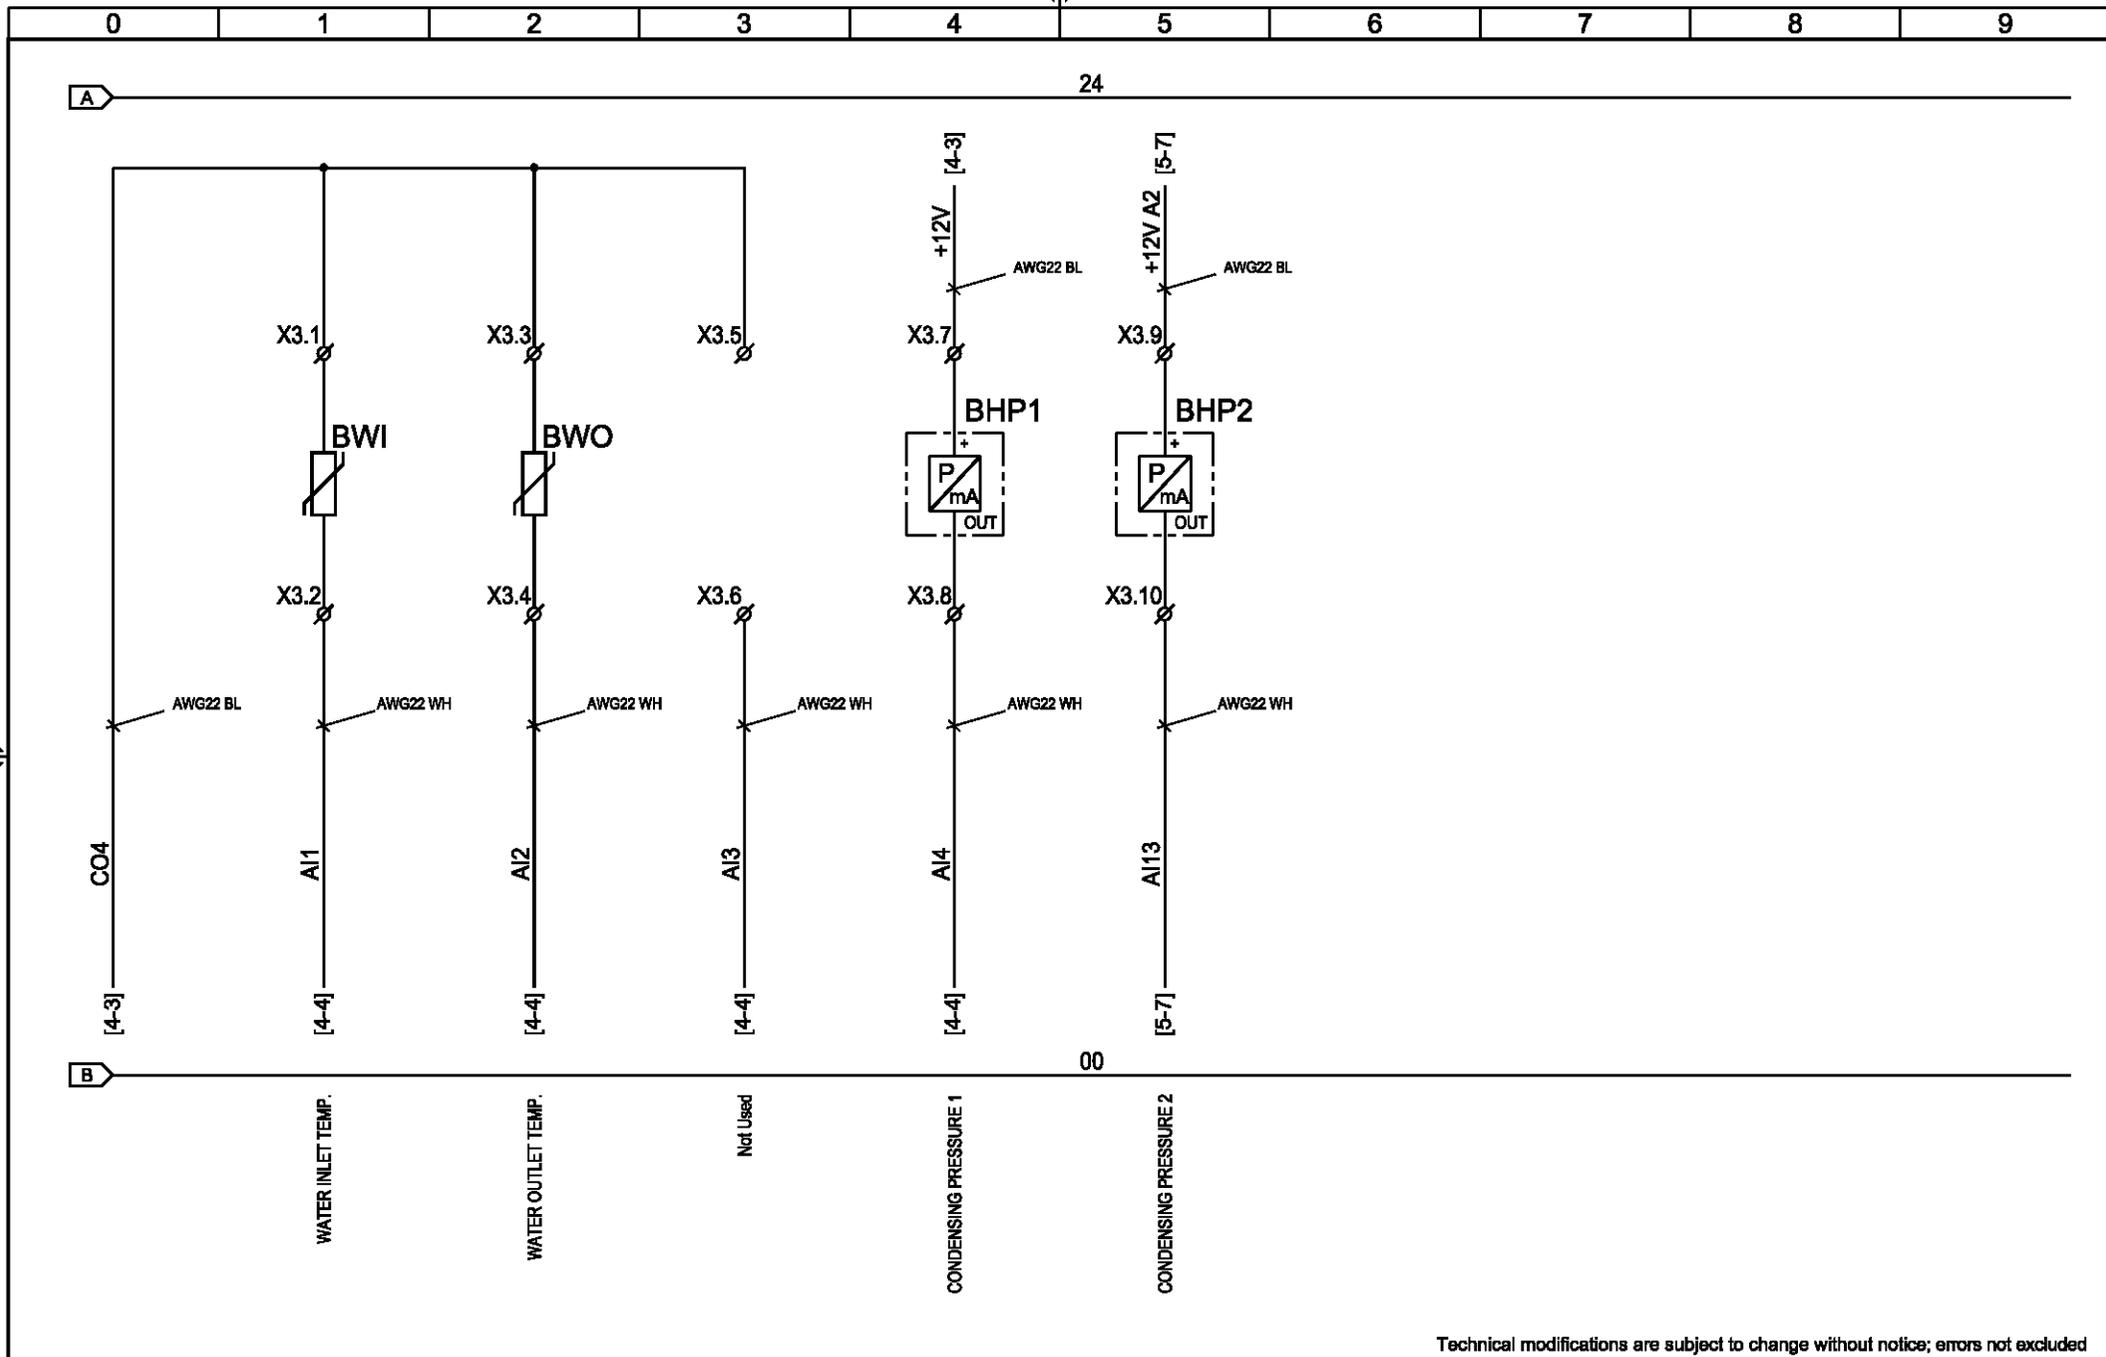 0 1 2 3 4 5 6 7 8 9
24
A
[4-3] [5-7]
+12V +12V A2
AWG22 BL AWG22 BL
X3.1 X3.3 X3.5 X3.7 X3.9
BHP1 BHP2
BWI BWO
+ +
P P
mA mA
OUT OUT
X3.2 X3.4 X3.6 X3.8 X3.10
AWG22 BL AWG22 WH AWG22 WH AWG22 WH AWG22 WH AWG22 WH
CO4 AI1 AI2 AI3 AI4 AI13
[4-3] [4-4] [4-4] [4-4] [4-4] [5-7]
00
B
WATER INLET TEMP.
WATER OUTLET TEMP.
Not Used
CONDENSING PRESSURE 1
CONDENSING PRESSURE 2
Technical modifications are subject to change without notice; errors not excluded